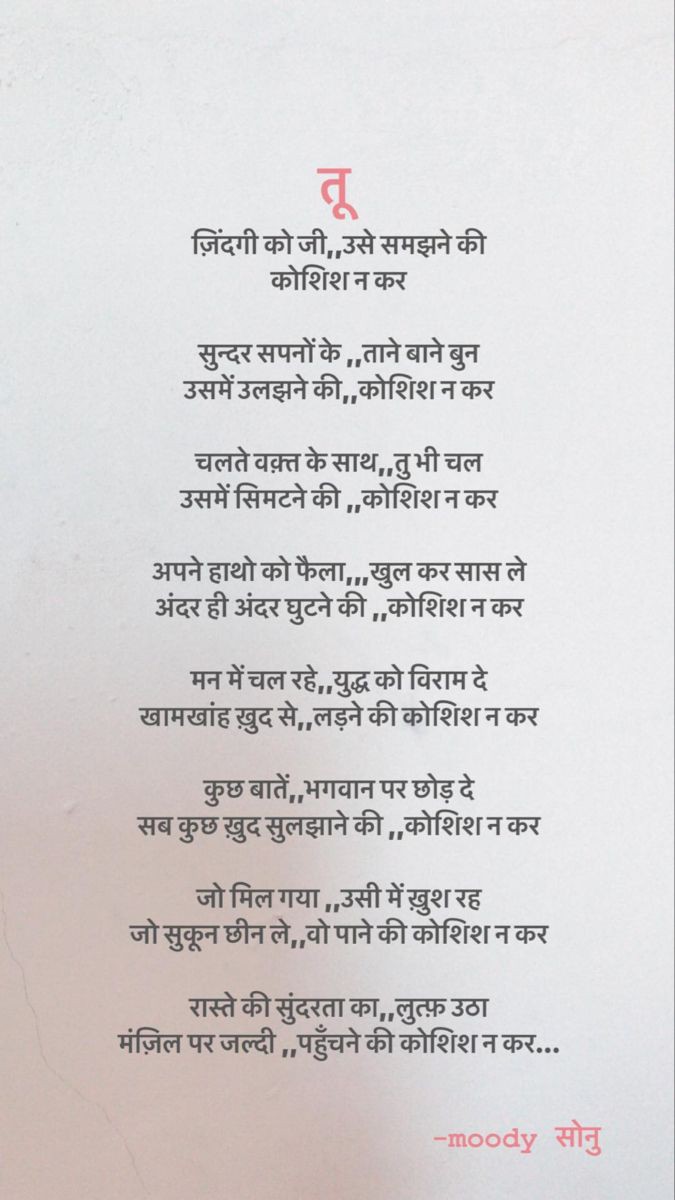 तू
ज़िंदगी को जी,,उसे समझने की
कोशिश न कर
सुन्दर सपनों के ,,ताने बाने बुन
उसमें उलझने की,,कोशिश न कर
चलते वक़्त के साथ,,तु भी चल
उसमें सिमटने की ,,कोशिश न कर
अपने हाथो को फैला,,,खुल कर सास ले
अंदर ही अंदर घुटने की ,,कोशिश न कर
मन में चल रहे,,युद्ध को विराम दे
खामखांह ख़ुद से,,लड़ने की कोशिश न कर
कुछ बातें,,भगवान पर छोड़ दे
सब कुछ ख़ुद सुलझाने की ,,कोशिश न कर
जो मिल गया ,,उसी में ख़ुश रह
जो सुकून छीन ले,,वो पाने की कोशिश न कर
रास्ते की सुंदरता का,,लुत्फ़ उठा
मंज़िल पर जल्दी ,,पहुँचने की कोशिश न कर...
-moody सोनु